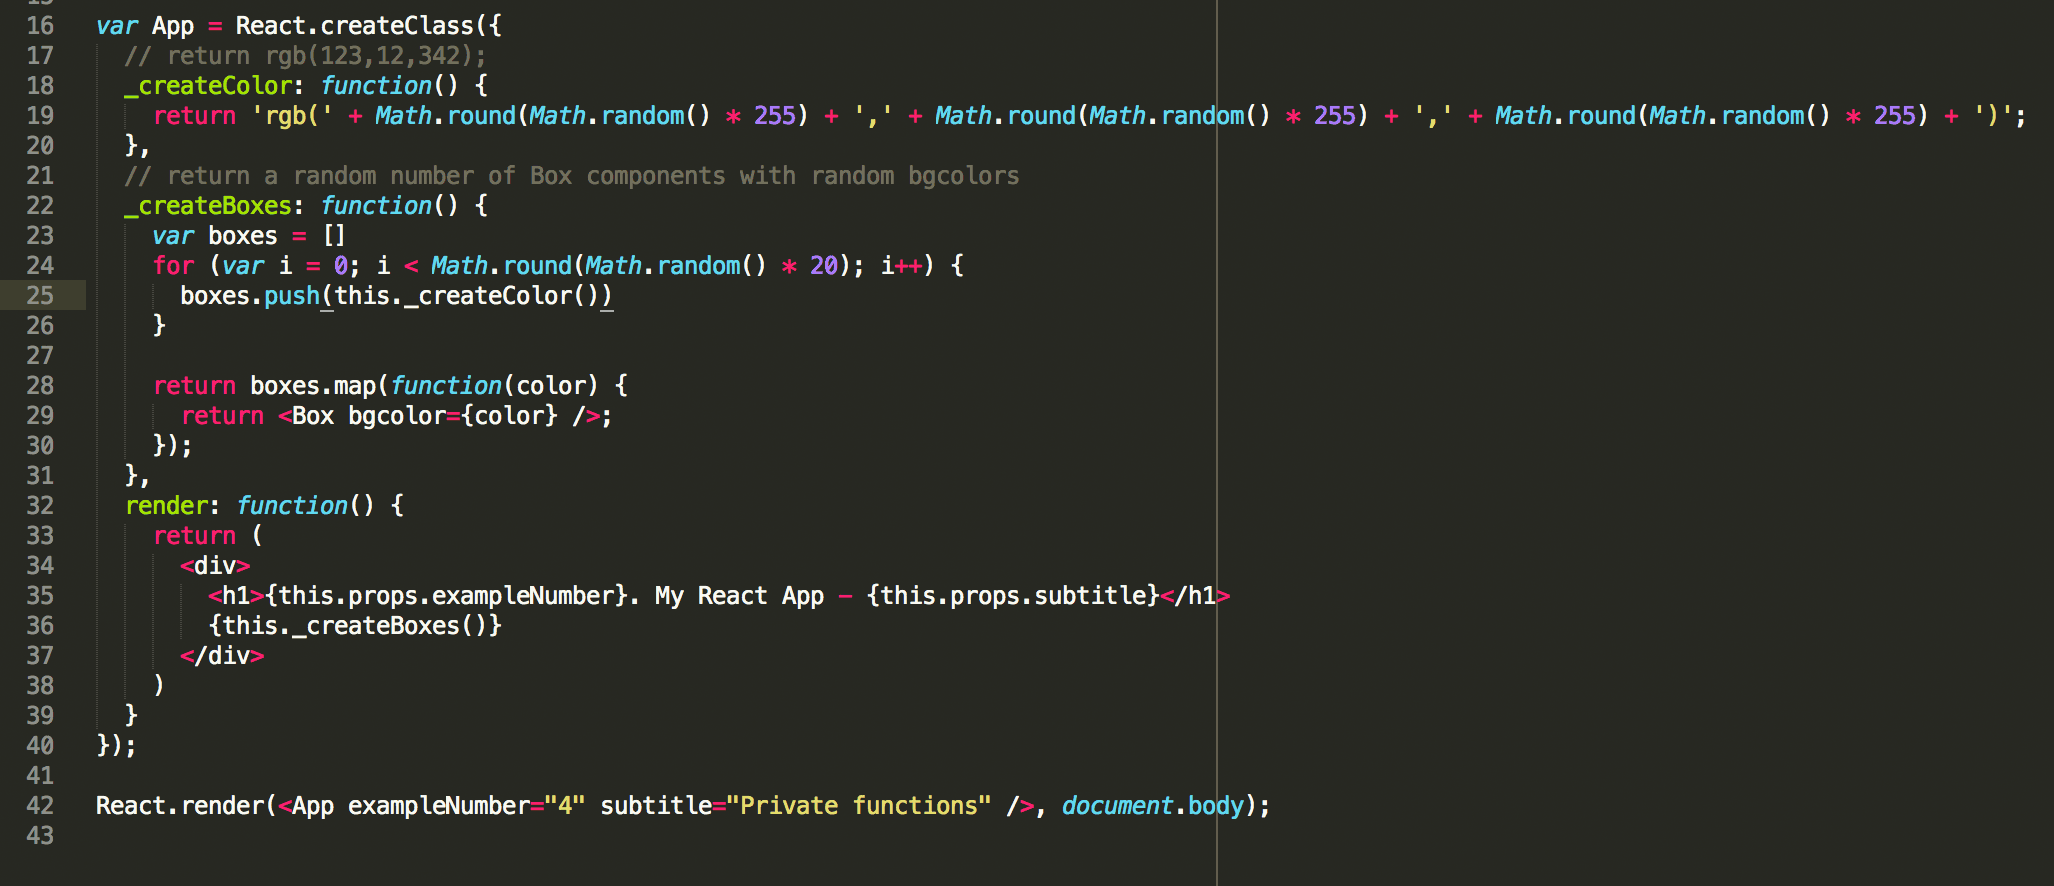 15
16 var App = React.createClass({
17   // return rgb(123,12,342);
18   _createColor: function() {
19     return 'rgb(' + Math.round(Math.random() * 255) + ',' + Math.round(Math.random() * 255) + ',' + Math.round(Math.random() * 255) + ')';
20   },
21   // return a random number of Box components with random bgcolors
22   _createBoxes: function() {
23     var boxes = []
24     for (var i = 0; i < Math.round(Math.random() * 20); i++) {
25       boxes.push(this._createColor())
26     }
27
28     return boxes.map(function(color) {
29       return <Box bgcolor={color} />;
30     });
31   },
32   render: function() {
33     return (
34       <div>
35         <h1>{this.props.exampleNumber}. My React App – {this.props.subtitle}</h1>
36         {this._createBoxes()}
37       </div>
38     )
39   }
40 });
41
42 React.render(<App exampleNumber="4" subtitle="Private functions" />, document.body);
43